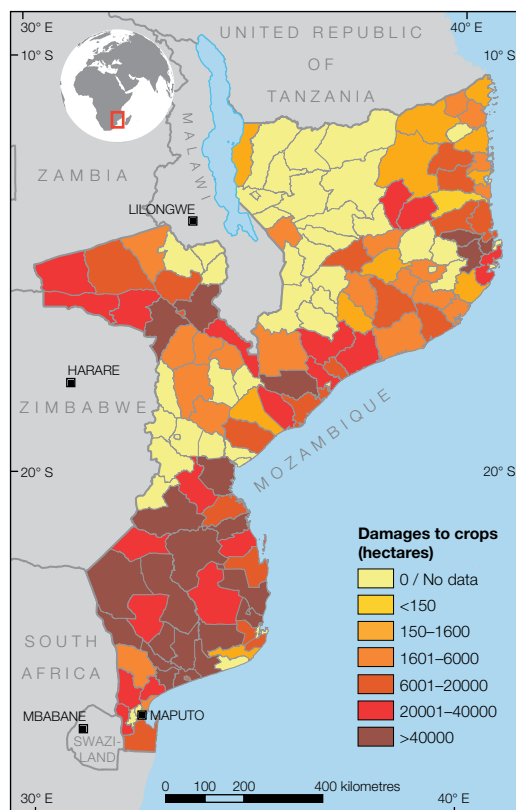 30° E
40° E
10° S
10° S
UNITED REPUBLIC
OF
TANZANIA
MALAWI
ZAMBIA
LILONGWE
HARARE
ZIMBABWE
MOZAMBIQUE
20° S
20° S
Damages to crops
(hectares)
0 / No data
<150
150–1600
1601–6000
6001–20000
20001–40000
>40000
SOUTH
AFRICA
MBABANE
MAPUTO
SWAZI-
LAND
0 100 200 400 kilometres
30° E
40° E